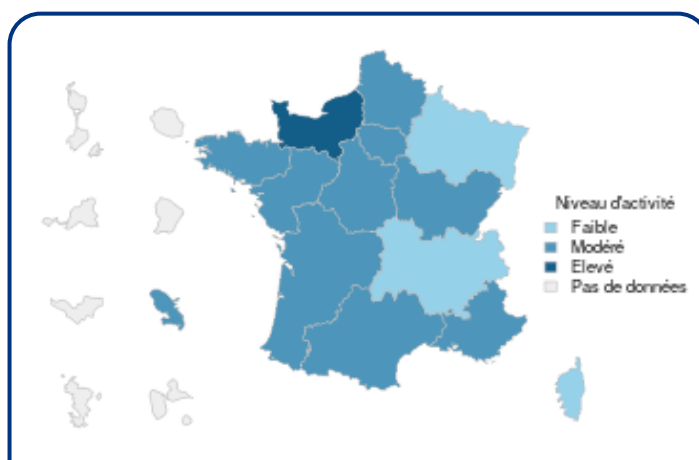 Niveau d'activité
Faible
Modéré
Elevé
Pas de données